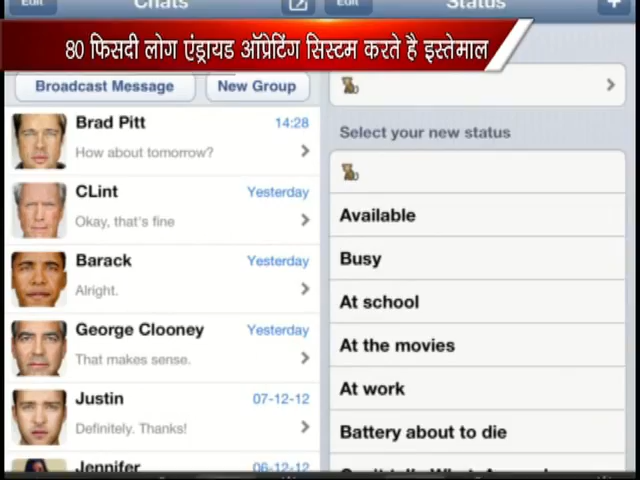 Edit
Chats
Edit
Status
+
80 फिसदी लोग एंड्रायड ऑप्रेटिंग सिस्टम करते है इस्तेमाल
Broadcast Message
New Group
Brad Pitt
14:28
How about tomorrow?
CLint
Yesterday
Okay, that's fine
Barack
Yesterday
Alright.
George Clooney
Yesterday
That makes sense.
Justin
07-12-12
Definitely. Thanks!
Jennifer
06-12-12
Select your new status
Available
Busy
At school
At the movies
At work
Battery about to die